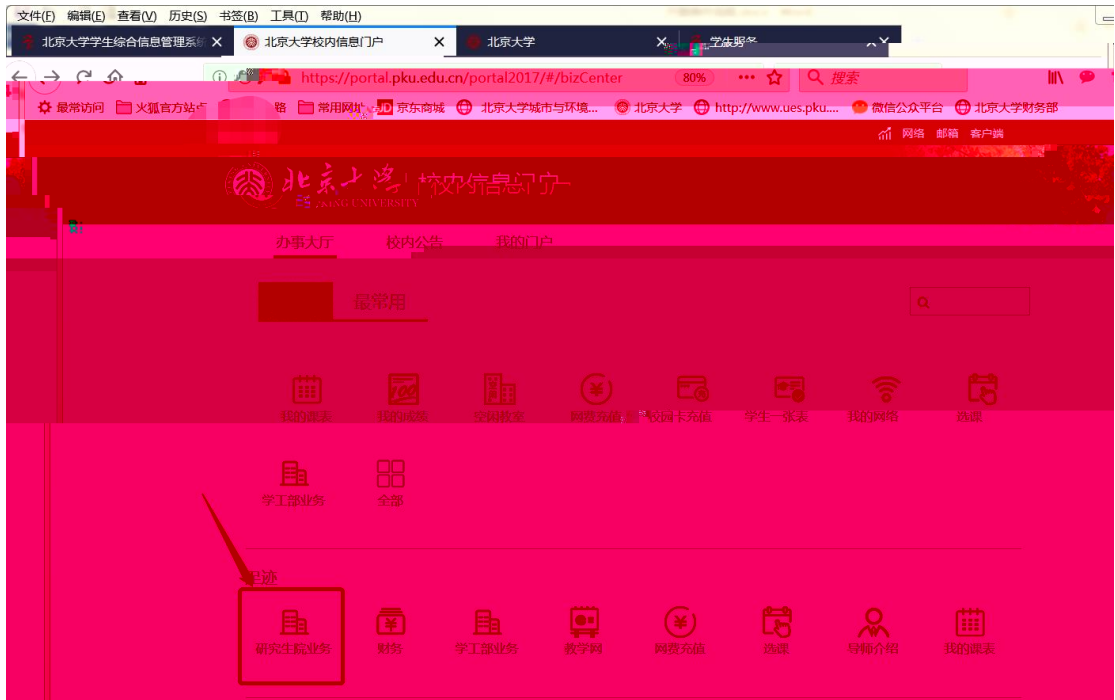 文件(F) 编辑(E) 查看(V) 历史(S) 书签(B) 工具(T) 帮助(H)
北京大学学生综合信息管理系统 × 北京大学校内信息门户 × 北京大学 ×
https://portal.pku.edu.cn/portal2017/#/bizCenter 80% 搜索
最常访问 火狐官方站点 常用网址 京东商城 北京大学城市与环境... 北京大学 http://www.ues.pku.... 微信公众平台 北京大学财务部
网络 邮箱 客户端
北京大学 校内信息门户
PEKING UNIVERSITY
办事大厅 校内公告 我的门户
最常用
我的课表 我的成绩 空闲教室 网费充值 校园卡充值 学生一张表 我的网络 选课
学工部业务 全部
足迹
研究生院业务 财务 学工部业务 教学网 网费充值 选课 导师介绍 我的课表